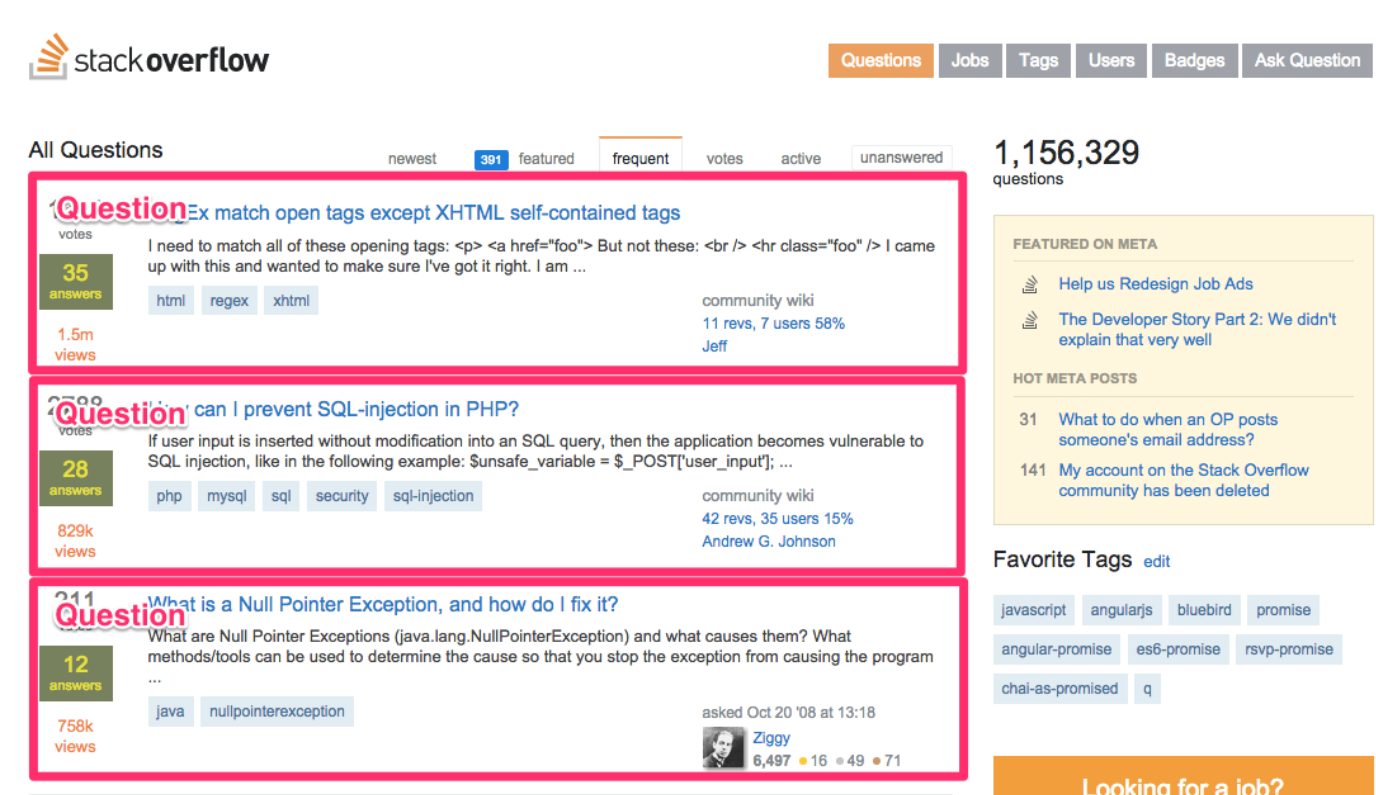 stackoverflow
Questions Jobs Tags Users Badges Ask Question
All Questions
newest 391 featured frequent votes active unanswered
Question Ex match open tags except XHTML self-contained tags
votes
I need to match all of these opening tags: <p> <a href="foo"> But not these: <br /> <hr class="foo" /> I came
up with this and wanted to make sure I've got it right. I am ...
35
answers
html regex xhtml
1.5m
views
community wiki
11 revs, 7 users 58%
Jeff
Question can I prevent SQL-injection in PHP?
votes
If user input is inserted without modification into an SQL query, then the application becomes vulnerable to
SQL injection, like in the following example: $unsafe_variable = $_POST['user_input']; ...
28
answers
php mysql sql security sql-injection
829k
views
community wiki
42 revs, 35 users 15%
Andrew G. Johnson
211
Question
What is a Null Pointer Exception, and how do I fix it?
What are Null Pointer Exceptions (java.lang.NullPointerException) and what causes them? What
methods/tools can be used to determine the cause so that you stop the exception from causing the program
...
12
answers
java nullpointerexception
758k
views
asked Oct 20 '08 at 13:18
Ziggy
6,497 16 49 71
1,156,329
questions
FEATURED ON META
Help us Redesign Job Ads
The Developer Story Part 2: We didn't
explain that very well
HOT META POSTS
31 What to do when an OP posts
someone's email address?
141 My account on the Stack Overflow
community has been deleted
Favorite Tags edit
javascript angularjs bluebird promise
angular-promise es6-promise rsvp-promise
chai-as-promised q
Looking for a job?